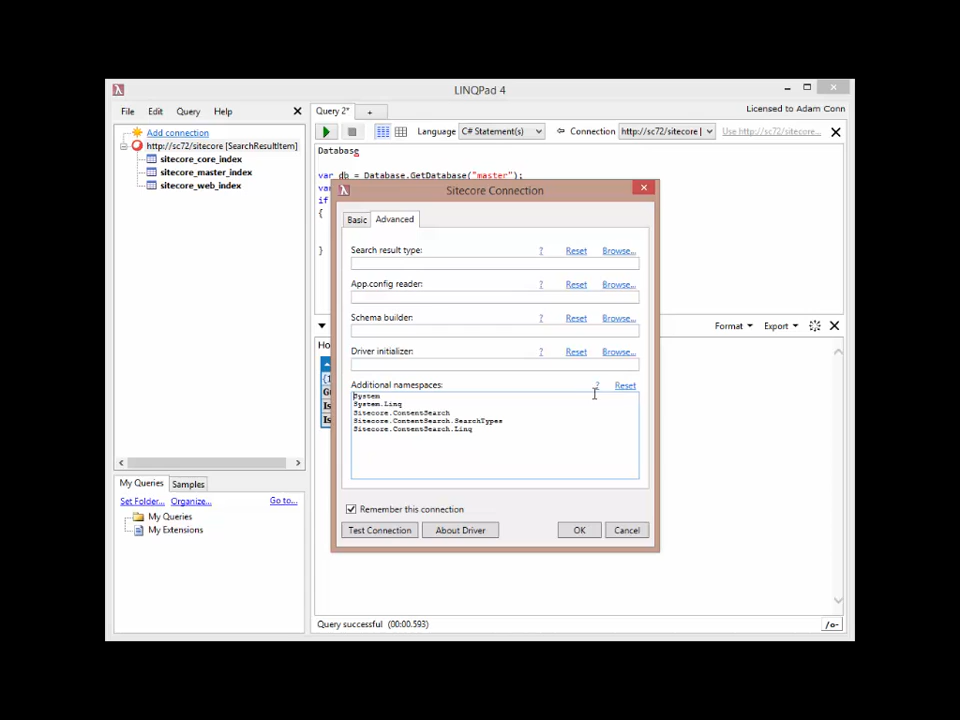 LINQPad 4
File Edit Query Help
Query 2*
+
Licensed to Adam Conn
Add connection
http://sc72/sitecore [SearchResultItem]
sitecore_core_index
sitecore_master_index
sitecore_web_index
Language C# Statement(s) Connection http://sc72/sitecore | Use http://sc72/sitecore...
Database
var db = Database.GetDatabase("master");
if
{
}
Sitecore Connection
Basic Advanced
Search result type: ? Reset Browse...
App.config reader: ? Reset Browse...
Schema builder: ? Reset Browse...
Driver initializer: ? Reset Browse...
Additional namespaces: ? Reset
System
System.Linq
Sitecore.ContentSearch
Sitecore.ContentSearch.SearchTypes
Sitecore.ContentSearch.Linq
Remember this connection
Test Connection About Driver OK Cancel
Format Export
My Queries Samples
Set Folder... Organize... Go to...
My Queries
My Extensions
Query successful (00:00.593)
/o-